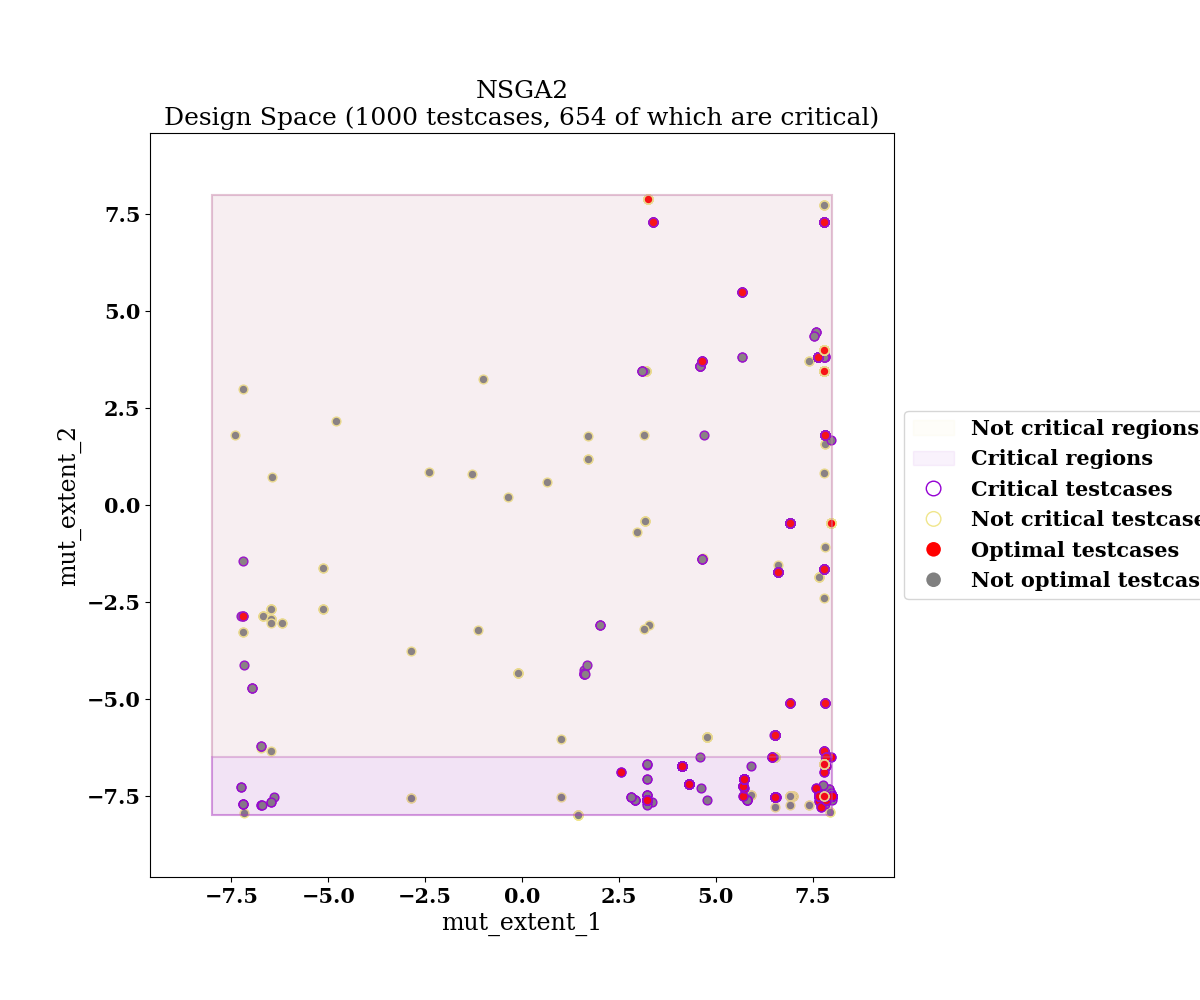 NSGA2
Design Space (1000 testcases, 654 of which are critical)
mut_extent_2
7.5
5.0
2.5
0.0
−2.5
−5.0
−7.5
−7.5
−5.0
−2.5
0.0
2.5
5.0
7.5
mut_extent_1
Not critical regions
Critical regions
Critical testcases
Not critical testcase
Optimal testcases
Not optimal testcas